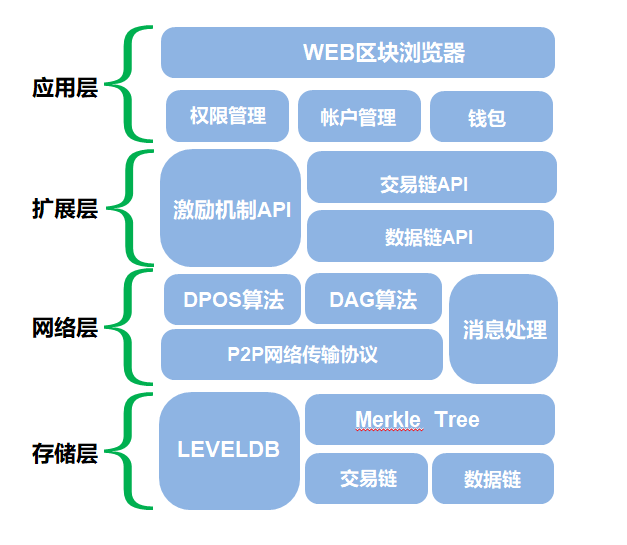 应用层
WEB区块浏览器
权限管理
帐户管理
钱包
扩展层
激励机制API
交易链API
数据链API
网络层
DPOS算法
DAG算法
消息处理
P2P网络传输协议
存储层
LEVELDB
Merkle Tree
交易链
数据链